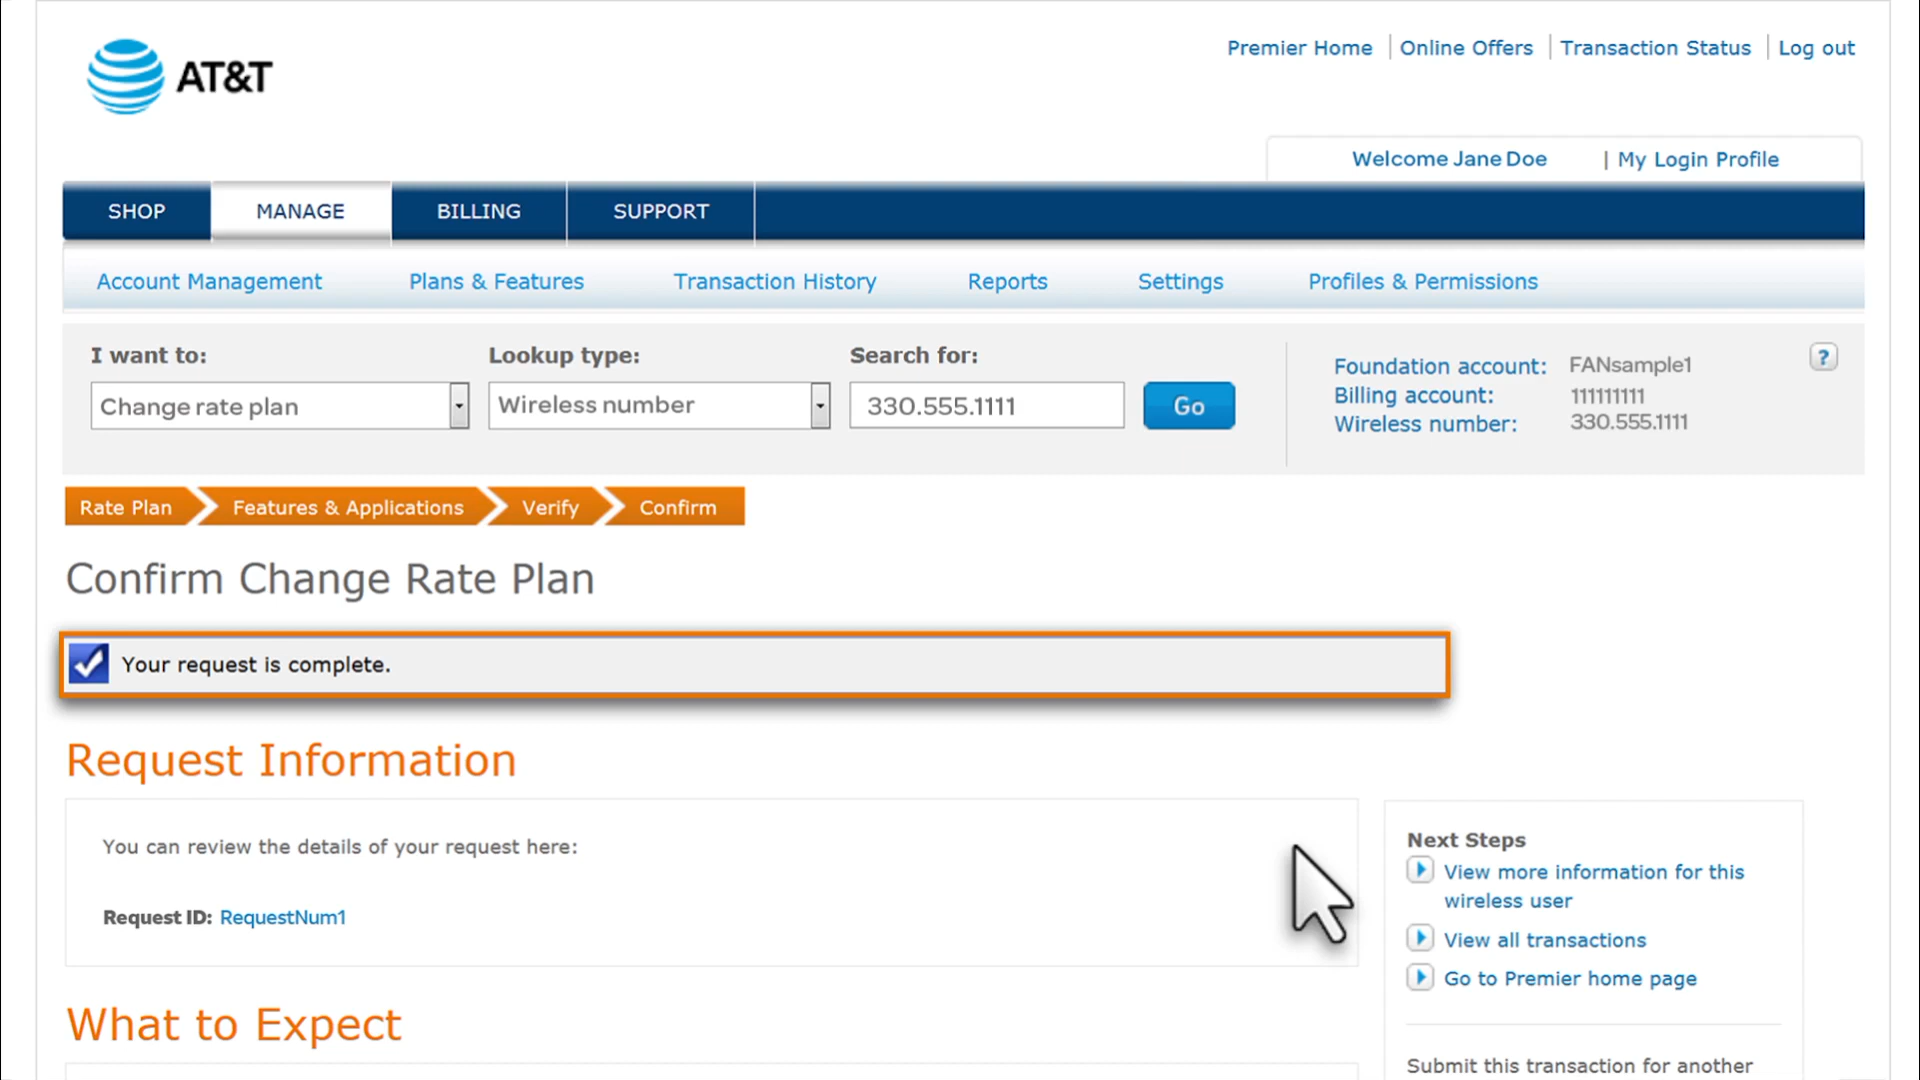 AT&T
Premier Home | Online Offers | Transaction Status | Log out
Welcome Jane Doe | My Login Profile
SHOP MANAGE BILLING SUPPORT
Account Management Plans & Features Transaction History Reports Settings Profiles & Permissions
I want to: Lookup type: Search for:
Change rate plan Wireless number 330.555.1111 Go
Foundation account: FANsample1 ?
Billing account: 111111111
Wireless number: 330.555.1111
Rate Plan Features & Applications Verify Confirm
Confirm Change Rate Plan
Your request is complete.
Request Information
You can review the details of your request here:
Request ID: RequestNum1
Next Steps
View more information for this
wireless user
View all transactions
Go to Premier home page
Submit this transaction for another
What to Expect